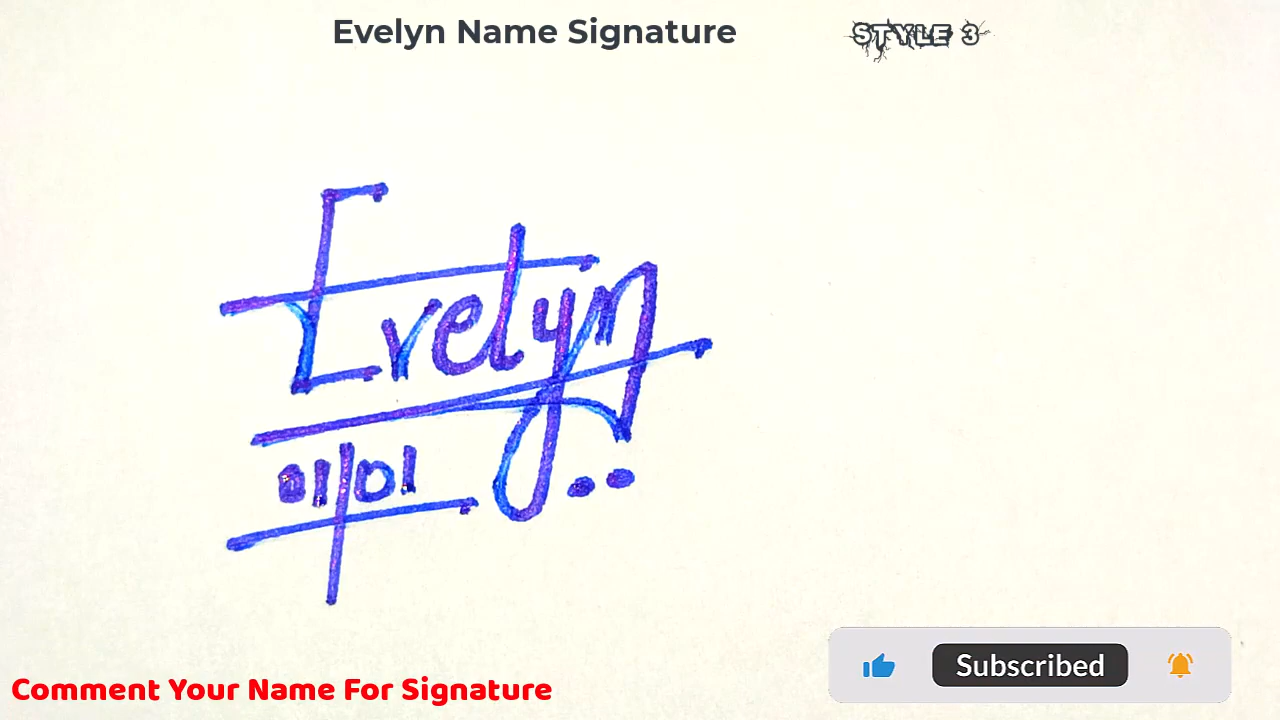 Evelyn Name Signature STYLE 3
Evelyn
01/01
Subscribed
Comment Your Name For Signature